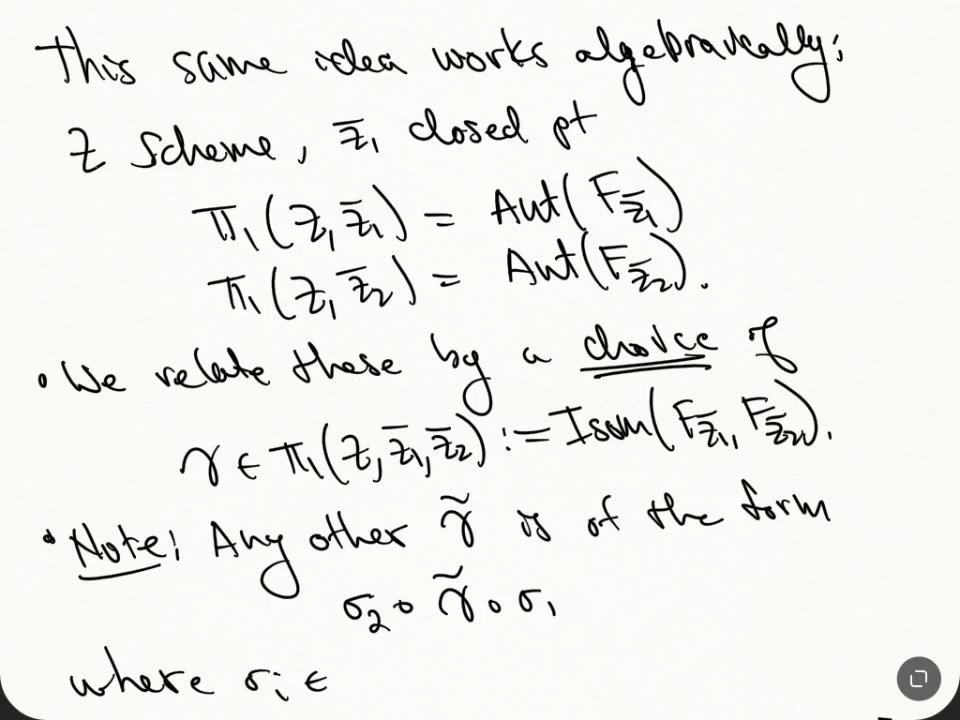 This same idea works algebraically:
Z scheme, z̄₁ closed pt
π₁(Z, z̄₁) = Aut(F_z̄₁)
π₁(Z, z̄₂) = Aut(F_z̄₂).
• We relate these by a choice of
γ ∈ π₁(Z, z̄₁, z̄₂) := Isom(F_z̄₁, F_z̄₂).
• Note: Any other γ̃ is of the form
σ₂ ∘ γ̃ ∘ σ₁
where σᵢ ∈